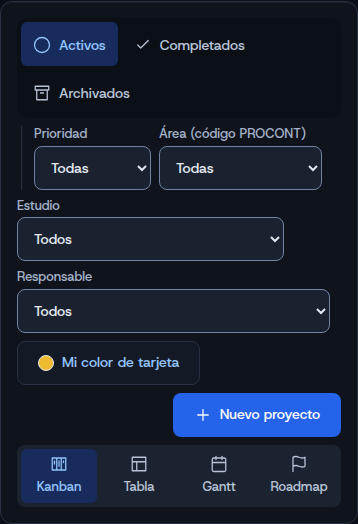 Activos Completados
Archivados
Prioridad Área (código PROCONT)
Todas Todas
Estudio
Todos
Responsable
Todos
Mi color de tarjeta
Nuevo proyecto
Kanban Tabla Gantt Roadmap